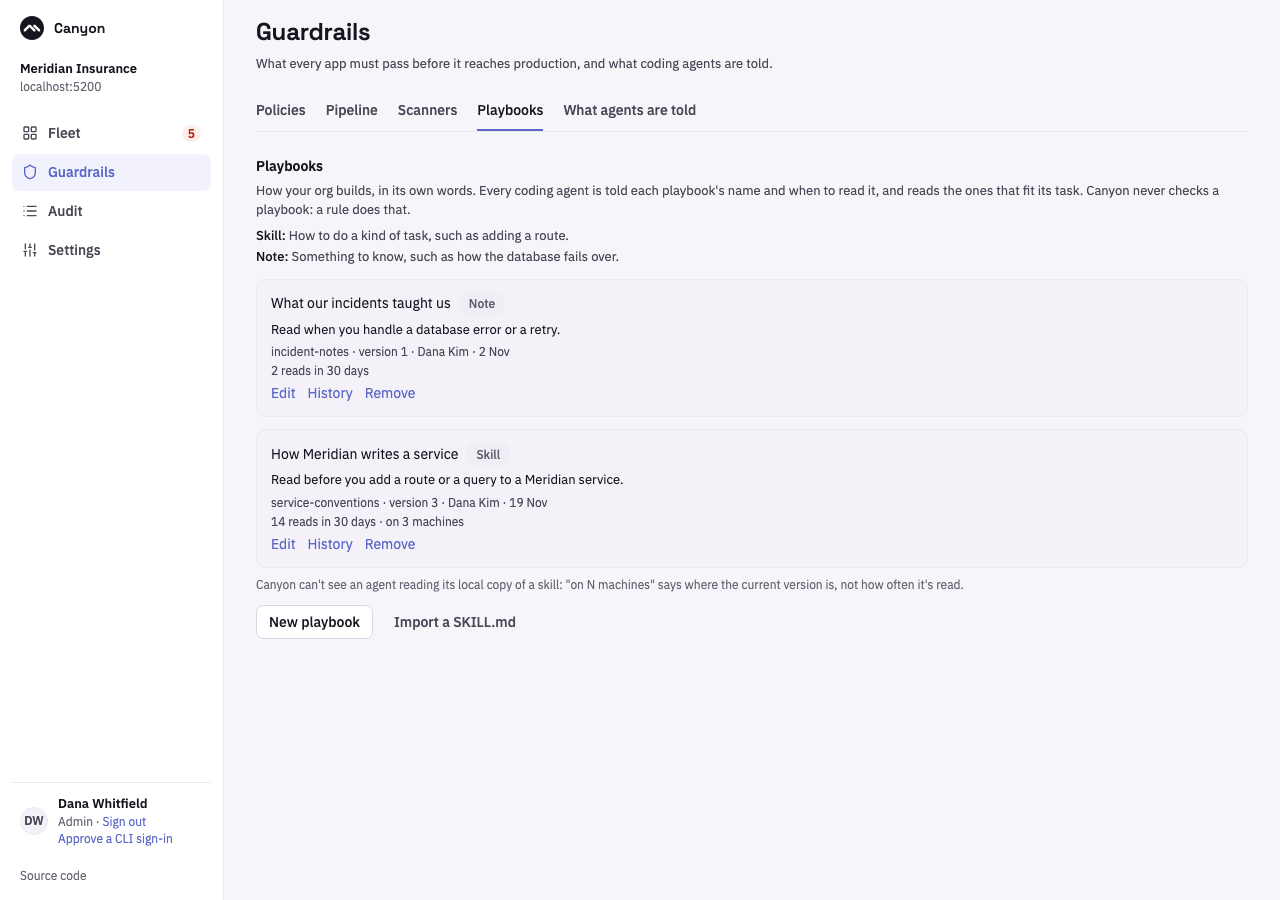 Canyon
Meridian Insurance
localhost:5200
Fleet 5
Guardrails
Audit
Settings
Dana Whitfield
DW
Admin · Sign out
Approve a CLI sign-in
Source code
Guardrails
What every app must pass before it reaches production, and what coding agents are told.
Policies Pipeline Scanners Playbooks What agents are told
Playbooks
How your org builds, in its own words. Every coding agent is told each playbook's name and when to read it, and reads the ones that fit its task. Canyon never checks a
playbook: a rule does that.
Skill: How to do a kind of task, such as adding a route.
Note: Something to know, such as how the database fails over.
What our incidents taught us Note
Read when you handle a database error or a retry.
incident-notes · version 1 · Dana Kim · 2 Nov
2 reads in 30 days
Edit History Remove
How Meridian writes a service Skill
Read before you add a route or a query to a Meridian service.
service-conventions · version 3 · Dana Kim · 19 Nov
14 reads in 30 days · on 3 machines
Edit History Remove
Canyon can't see an agent reading its local copy of a skill: "on N machines" says where the current version is, not how often it's read.
New playbook Import a SKILL.md